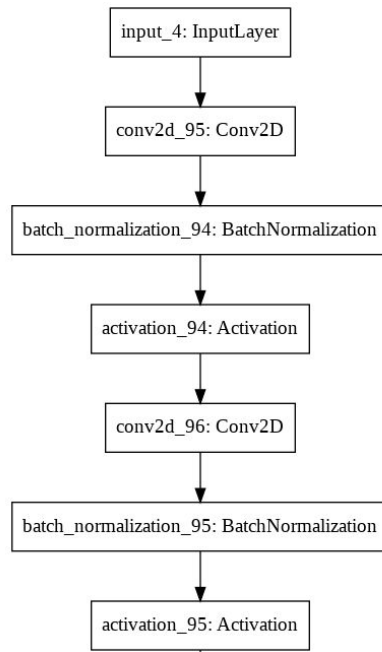 input_4: InputLayer
conv2d_95: Conv2D
batch_normalization_94: BatchNormalization
activation_94: Activation
conv2d_96: Conv2D
batch_normalization_95: BatchNormalization
activation_95: Activation